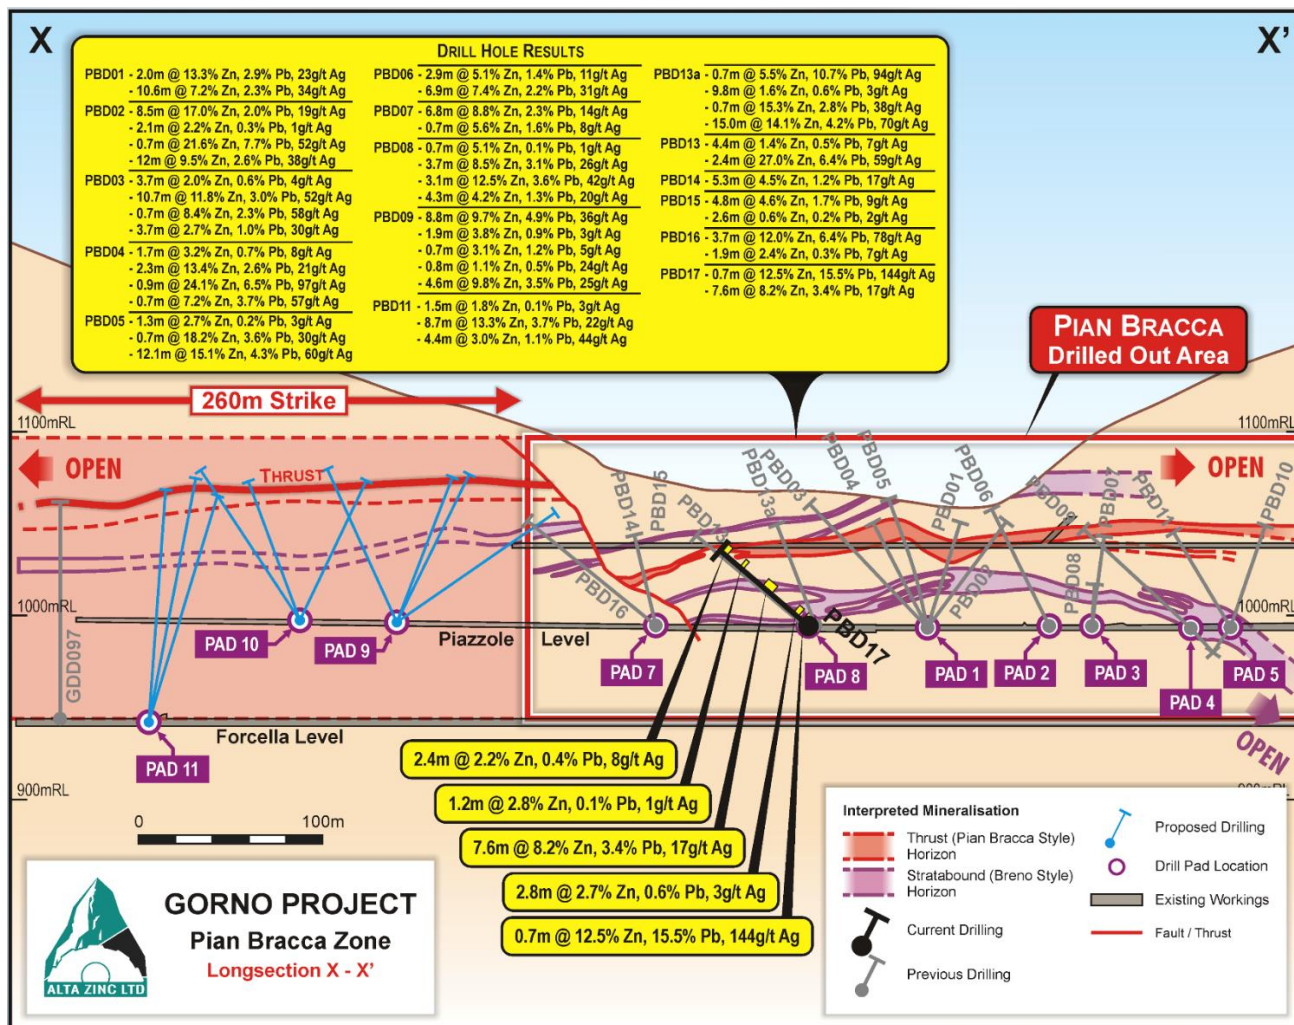 X
X'
DRILL HOLE RESULTS
PBD01 - 2.0m @ 13.3% Zn, 2.9% Pb, 23g/t Ag
- 10.6m @ 7.2% Zn, 2.3% Pb, 34g/t Ag
PBD02 - 8.5m @ 17.0% Zn, 2.0% Pb, 19g/t Ag
- 2.1m @ 2.2% Zn, 0.3% Pb, 1g/t Ag
- 0.7m @ 21.6% Zn, 7.7% Pb, 52g/t Ag
- 12m @ 9.5% Zn, 2.6% Pb, 38g/t Ag
PBD03 - 3.7m @ 2.0% Zn, 0.6% Pb, 4g/t Ag
- 10.7m @ 11.8% Zn, 3.0% Pb, 52g/t Ag
- 0.7m @ 8.4% Zn, 2.3% Pb, 58g/t Ag
- 3.7m @ 2.7% Zn, 1.0% Pb, 30g/t Ag
PBD04 - 1.7m @ 3.2% Zn, 0.7% Pb, 8g/t Ag
- 2.3m @ 13.4% Zn, 2.6% Pb, 21g/t Ag
- 0.9m @ 24.1% Zn, 6.5% Pb, 97g/t Ag
- 0.7m @ 7.2% Zn, 3.7% Pb, 57g/t Ag
PBD05 - 1.3m @ 2.7% Zn, 0.2% Pb, 3g/t Ag
- 0.7m @ 18.2% Zn, 3.6% Pb, 30g/t Ag
- 12.1m @ 15.1% Zn, 4.3% Pb, 60g/t Ag
PBD06 - 2.9m @ 5.1% Zn, 1.4% Pb, 11g/t Ag
- 6.9m @ 7.4% Zn, 2.2% Pb, 31g/t Ag
PBD07 - 6.8m @ 8.8% Zn, 2.3% Pb, 14g/t Ag
- 0.7m @ 5.6% Zn, 1.6% Pb, 8g/t Ag
PBD08 - 0.7m @ 5.1% Zn, 0.1% Pb, 1g/t Ag
- 3.7m @ 8.5% Zn, 3.1% Pb, 26g/t Ag
- 3.1m @ 12.5% Zn, 3.6% Pb, 42g/t Ag
- 4.3m @ 4.2% Zn, 1.3% Pb, 20g/t Ag
PBD09 - 8.8m @ 9.7% Zn, 4.9% Pb, 36g/t Ag
- 1.9m @ 3.8% Zn, 0.9% Pb, 3g/t Ag
- 0.7m @ 3.1% Zn, 1.2% Pb, 5g/t Ag
- 0.8m @ 1.1% Zn, 0.5% Pb, 24g/t Ag
- 4.6m @ 9.8% Zn, 3.5% Pb, 25g/t Ag
PBD11 - 1.5m @ 1.8% Zn, 0.1% Pb, 3g/t Ag
- 8.7m @ 13.3% Zn, 3.7% Pb, 22g/t Ag
- 4.4m @ 3.0% Zn, 1.1% Pb, 44g/t Ag
PBD13a - 0.7m @ 5.5% Zn, 10.7% Pb, 94g/t Ag
- 9.8m @ 1.6% Zn, 0.6% Pb, 3g/t Ag
- 0.7m @ 15.3% Zn, 2.8% Pb, 38g/t Ag
- 15.0m @ 14.1% Zn, 4.2% Pb, 70g/t Ag
PBD13 - 4.4m @ 1.4% Zn, 0.5% Pb, 7g/t Ag
- 2.4m @ 27.0% Zn, 6.4% Pb, 59g/t Ag
PBD14 - 5.3m @ 4.5% Zn, 1.2% Pb, 17g/t Ag
PBD15 - 4.8m @ 4.6% Zn, 1.7% Pb, 9g/t Ag
- 2.6m @ 0.6% Zn, 0.2% Pb, 2g/t Ag
PBD16 - 3.7m @ 12.0% Zn, 6.4% Pb, 78g/t Ag
- 1.9m @ 2.4% Zn, 0.3% Pb, 7g/t Ag
PBD17 - 0.7m @ 12.5% Zn, 15.5% Pb, 144g/t Ag
- 7.6m @ 8.2% Zn, 3.4% Pb, 17g/t Ag
PIAN BRACCA
Drilled Out Area
260m Strike
1100mRL
1100mRL
OPEN
THRUST
OPEN
PBD14
PBD15
PBD13
PBD13a
PBD03
PBD04
PBD05
PBD01
PBD06
PBD09
PBD07
PBD11
PBD10
PBD16
PBD02
PBD08
PBD17
GDD097
1000mRL
1000mRL
PAD 10
PAD 9
Piazzole Level
PAD 7
PAD 8
PAD 1
PAD 2
PAD 3
PAD 4
PAD 5
OPEN
Forcella Level
PAD 11
900mRL
2.4m @ 2.2% Zn, 0.4% Pb, 8g/t Ag
1.2m @ 2.8% Zn, 0.1% Pb, 1g/t Ag
7.6m @ 8.2% Zn, 3.4% Pb, 17g/t Ag
2.8m @ 2.7% Zn, 0.6% Pb, 3g/t Ag
0.7m @ 12.5% Zn, 15.5% Pb, 144g/t Ag
0 100m
GORNO PROJECT
Pian Bracca Zone
Longsection X - X'
ALTA ZINC LTD
Interpreted Mineralisation
Thrust (Pian Bracca Style)
Horizon
Stratabound (Breno Style)
Horizon
Current Drilling
Previous Drilling
Proposed Drilling
Drill Pad Location
Existing Workings
Fault / Thrust